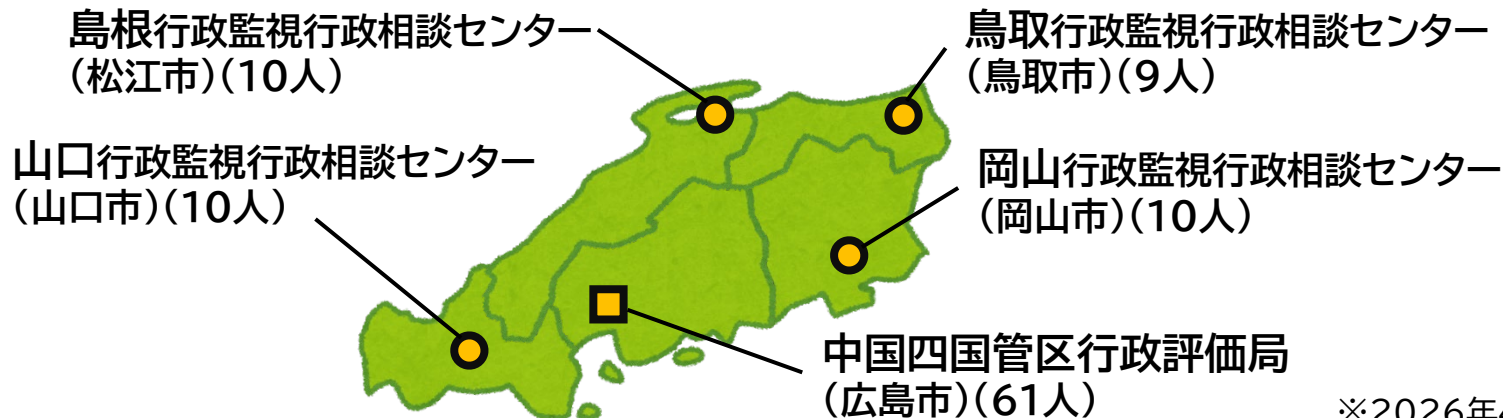 島根行政監視行政相談センター
(松江市)(10人)
鳥取行政監視行政相談センター
(鳥取市)(9人)
山口行政監視行政相談センター
(山口市)(10人)
岡山行政監視行政相談センター
(岡山市)(10人)
中国四国管区行政評価局
(広島市)(61人)
※2026年